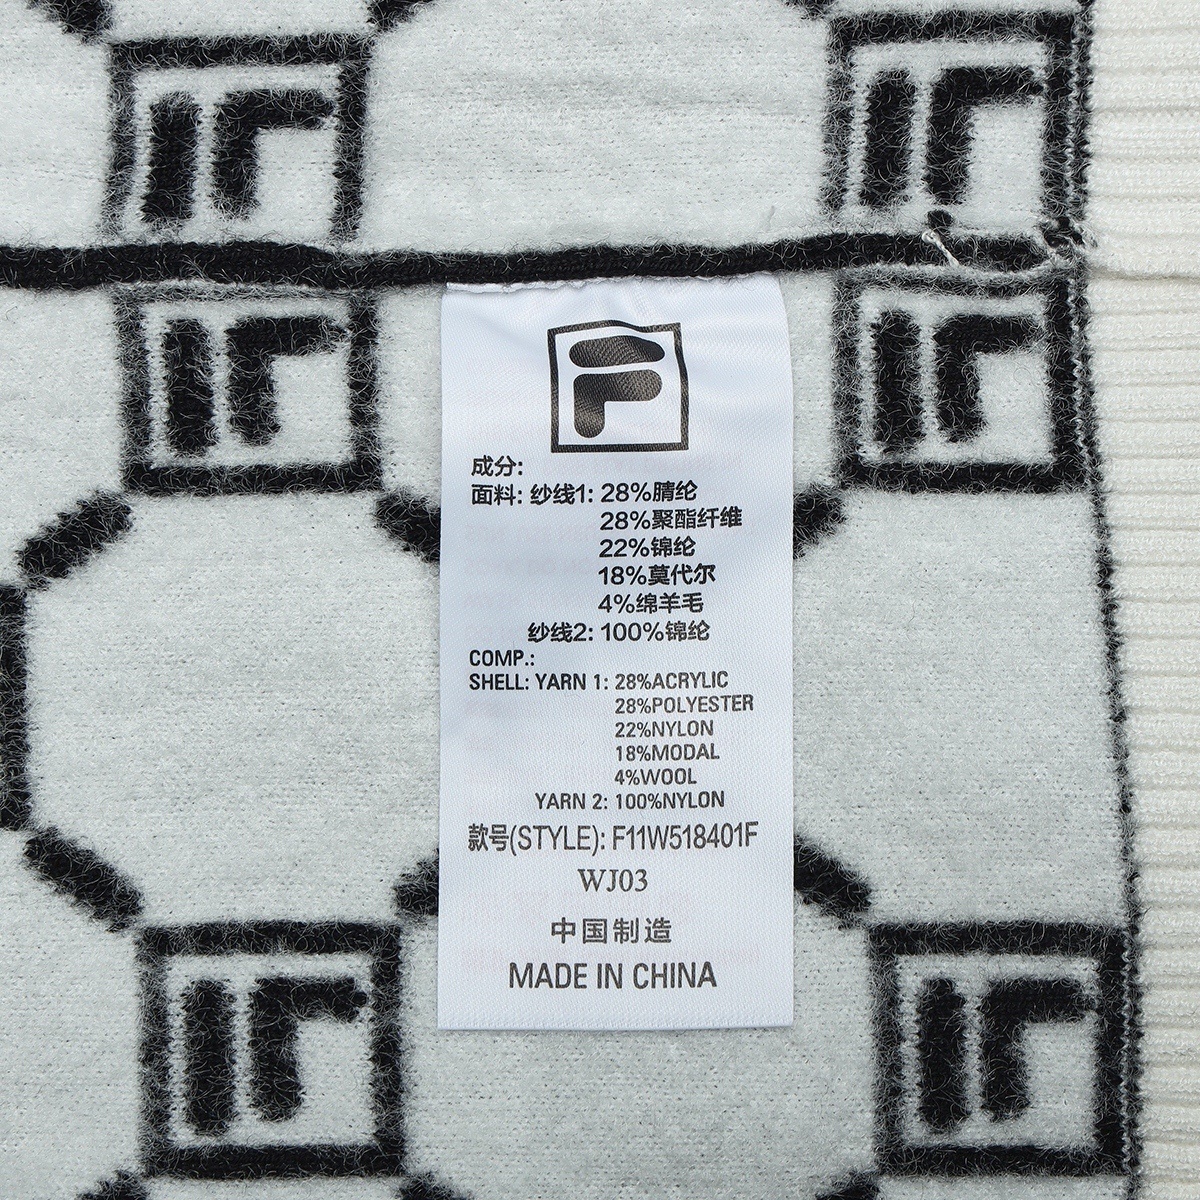 F
成分:
面料: 纱线1: 28%腈纶
28%聚酯纤维
22%锦纶
18%莫代尔
4%绵羊毛
纱线2: 100%锦纶
COMP.:
SHELL: YARN 1: 28%ACRYLIC
28%POLYESTER
22%NYLON
18%MODAL
4%WOOL
YARN 2: 100%NYLON
款号(STYLE): F11W518401F
WJ03
中国制造
MADE IN CHINA